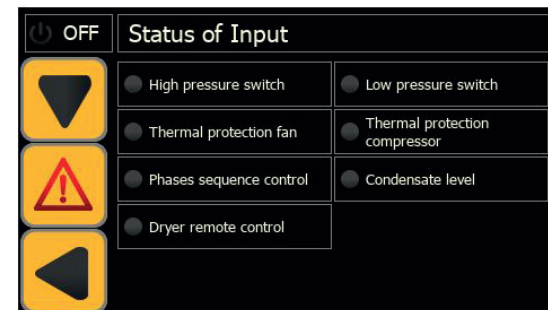 OFF
Status of Input
High pressure switch
Low pressure switch
Thermal protection fan
Thermal protection
compressor
Phases sequence control
Condensate level
Dryer remote control